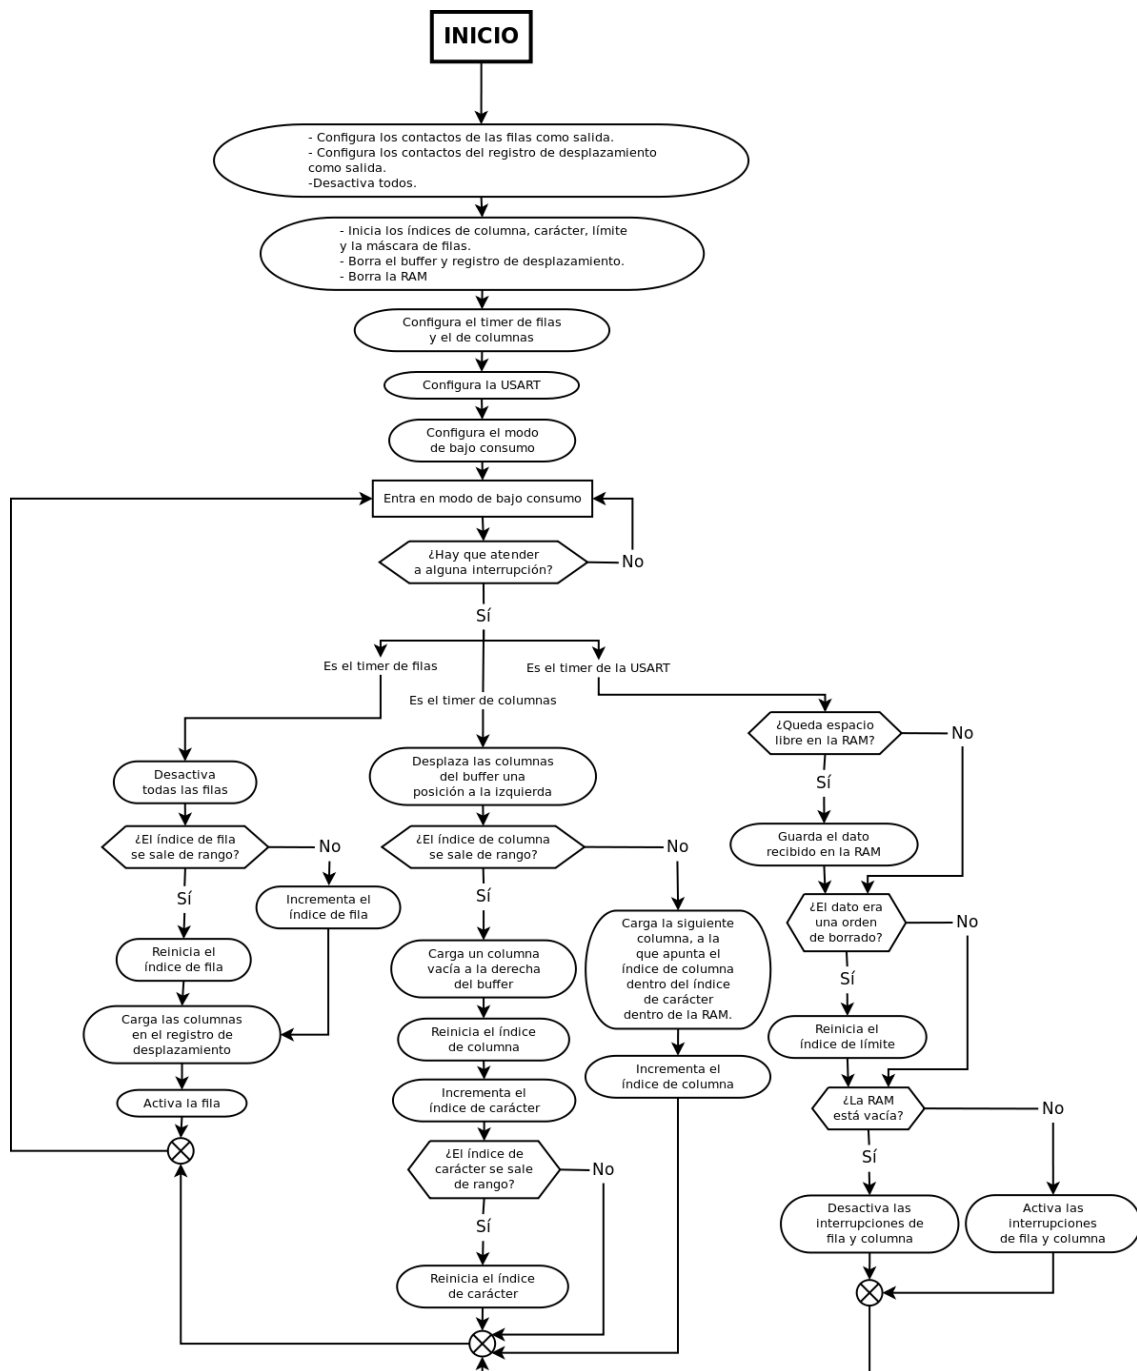 INICIO
- Configura los contactos de las filas como salida.
- Configura los contactos del registro de desplazamiento
como salida.
-Desactiva todos.
- Inicia los índices de columna, carácter, límite
y la máscara de filas.
- Borra el buffer y registro de desplazamiento.
- Borra la RAM
Configura el timer de filas
y el de columnas
Configura la USART
Configura el modo
de bajo consumo
Entra en modo de bajo consumo
¿Hay que atender
a alguna interrupción?
No
Sí
Es el timer de filas
Es el timer de columnas
Es el timer de la USART
Desactiva
todas las filas
¿El índice de fila
se sale de rango?
No
Sí
Incrementa el
índice de fila
Reinicia el
índice de fila
Carga las columnas
en el registro de
desplazamiento
Activa la fila
Desplaza las columnas
del buffer una
posición a la izquierda
¿El índice de columna
se sale de rango?
No
Sí
Carga un columna
vacía a la derecha
del buffer
Reinicia el índice
de columna
Incrementa el
índice de carácter
¿El índice de
carácter se sale
de rango?
No
Sí
Reinicia el índice
de carácter
Carga la siguiente
columna, a la
que apunta el
índice de columna
dentro del índice
de carácter
dentro de la RAM.
Incrementa el
índice de columna
¿Queda espacio
libre en la RAM?
No
Sí
Guarda el dato
recibido en la RAM
¿El dato era
una orden
de borrado?
No
Sí
Reinicia el
índice de límite
¿La RAM
está vacía?
No
Sí
Desactiva las
interrupciones de
fila y columna
Activa las
interrupciones
de fila y columna